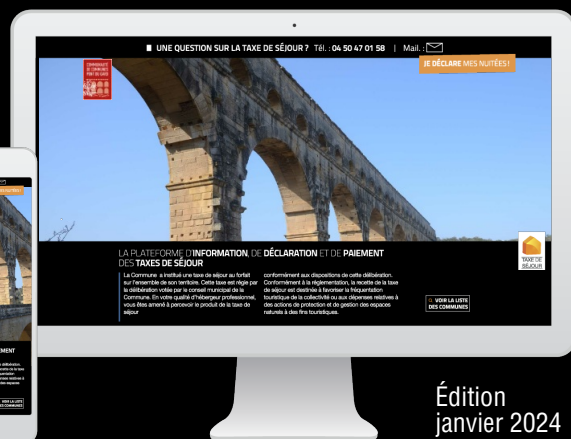 UNE QUESTION SUR LA TAXE DE SÉJOUR ? Tél. : 04 50 47 01 58 | Mail. :
JE DÉCLARE MES NUITÉES !
COMMUNAUTÉ
DE COMMUNES
PONT DU GARD
LA PLATEFORME D'INFORMATION, DE DÉCLARATION ET DE PAIEMENT
DES TAXES DE SÉJOUR
La Commune a institué une taxe de séjour au forfait
sur l'ensemble de son territoire. Cette taxe est régie par
la délibération votée par le conseil municipal de la
Commune. En votre qualité d'hébergeur professionnel,
vous êtes amené à percevoir le produit de la taxe de
séjour
conformément aux dispositions de cette délibération.
Conformément à la réglementation, la recette de la taxe
de séjour est destinée à favoriser la fréquentation
touristique de la collectivité ou aux dépenses relatives à
des actions de protection et de gestion des espaces
naturels à des fins touristiques.
TAXE DE
SÉJOUR
VOIR LA LISTE
DES COMMUNES
Édition
janvier 2024